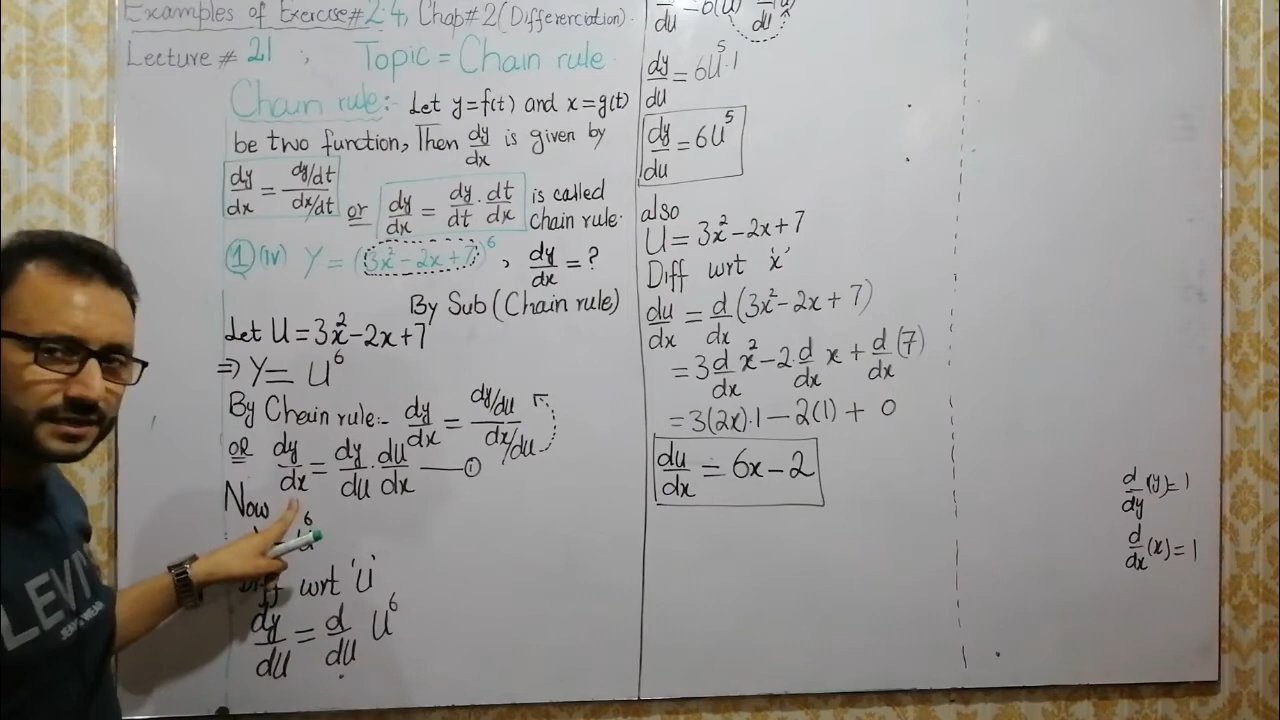 Examples of Exercise# 2.4, Chap#2 (Differenciation).
Lecture # 21 ; Topic = Chain rule
Chain rule:- Let y=f(t) and x=g(t)
be two function, Then dy/dx is given by
dy/dx = (dy/dt)/(dx/dt) or dy/dx = dy/dt . dt/dx is called
chain rule.
Q1 (iv) Y = (3x² - 2x + 7)⁶ , dy/dx = ?
By Sub (Chain rule)
Let U = 3x² - 2x + 7
⇒ Y = U⁶
By Chain rule:- dy/dx = (dy/du)/(dx/du)
OR dy/dx = dy/du . du/dx —— ①
Now
U⁶
Diff wrt 'U'
dy/du = d/du U⁶
dy/du = 6U⁵.1
dy/du = 6U⁵
also
U = 3x² - 2x + 7
Diff wrt 'x'
du/dx = d/dx (3x² - 2x + 7)
= 3 d/dx x² - 2. d/dx x + d/dx (7)
= 3(2x).1 - 2(1) + 0
du/dx = 6x - 2
d/dy (y) = 1
d/dx (x) = 1
LEVI'S